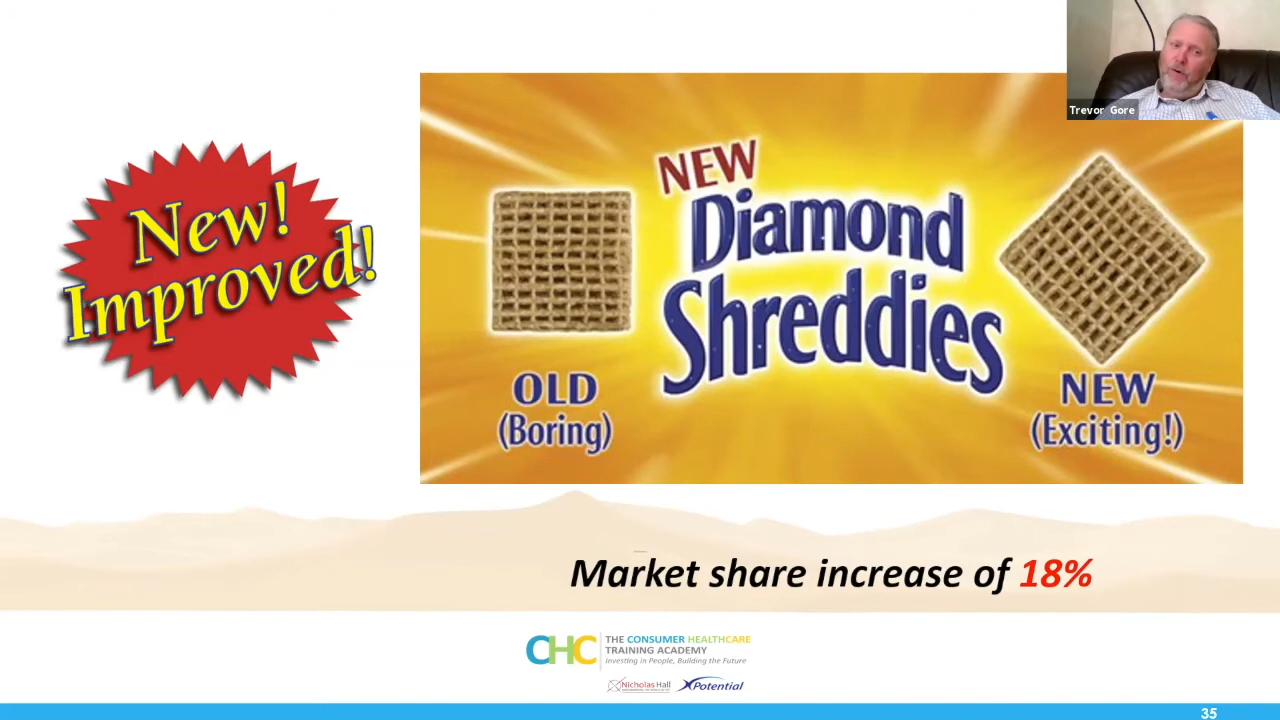 Trevor Gore
New!
Improved!
NEW
Diamond
Shreddies
OLD
(Boring)
NEW
(Exciting!)
Market share increase of 18%
CHC
THE CONSUMER HEALTHCARE
TRAINING ACADEMY
Investing in People, Building the Future
Nicholas Hall
XPotential
35